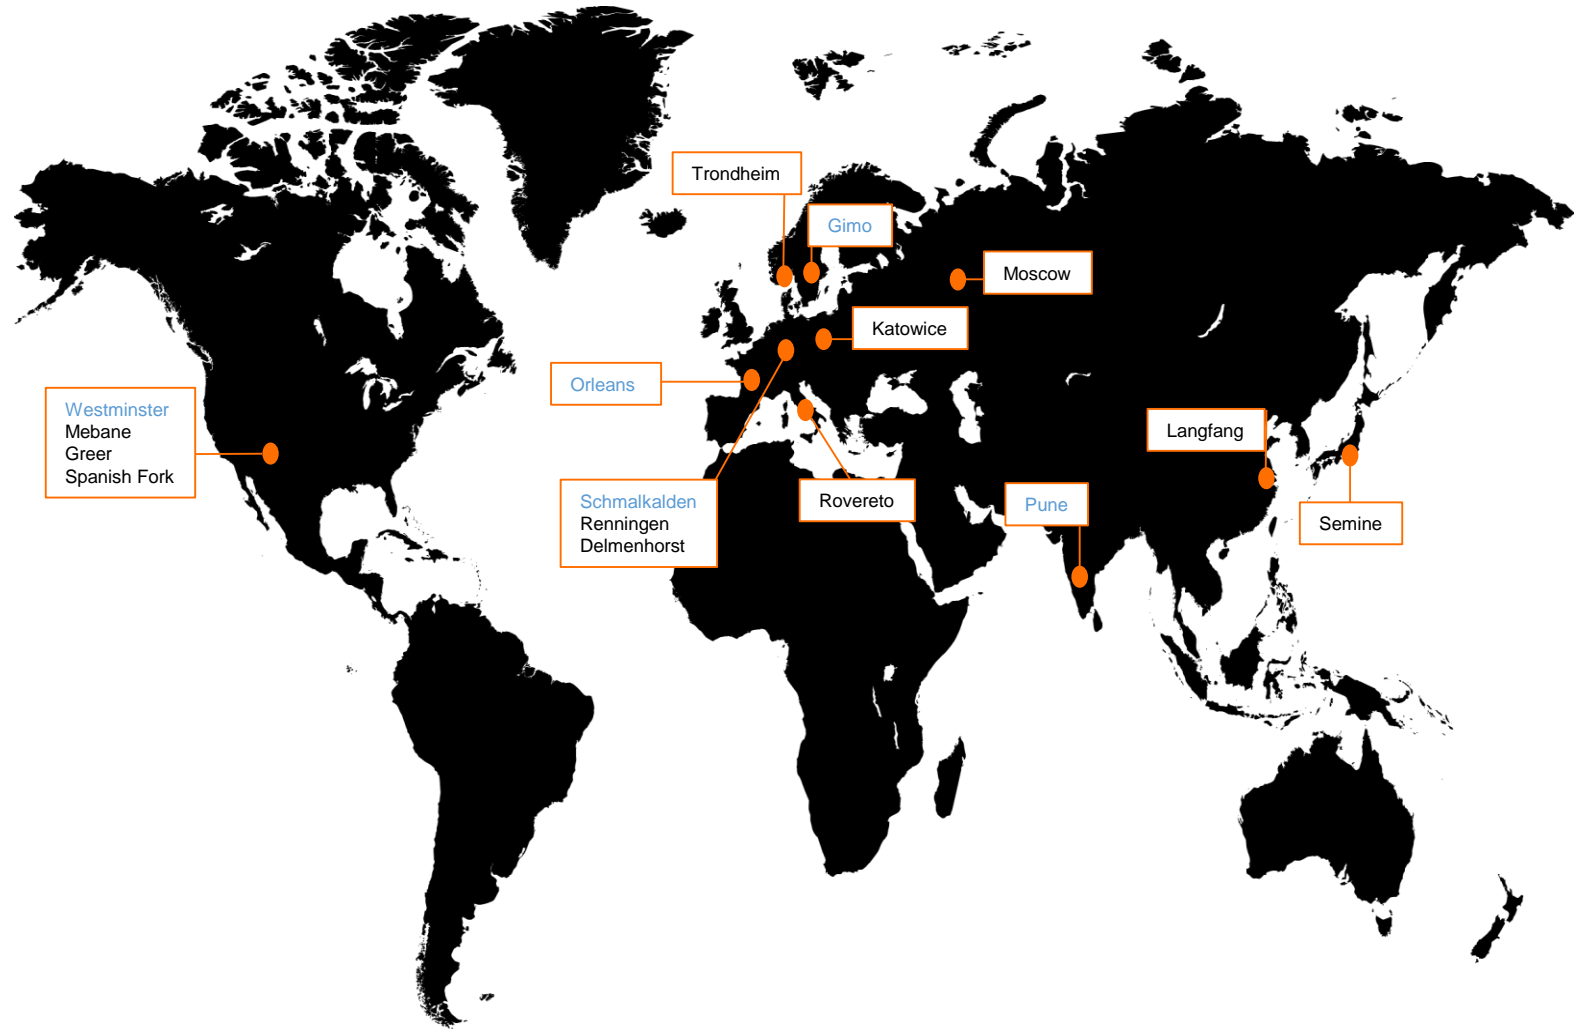 Trondheim
Gimo
Moscow
Katowice
Orleans
Westminster
Mebane
Greer
Spanish Fork
Langfang
Schmalkalden
Renningen
Delmenhorst
Rovereto
Pune
Semine